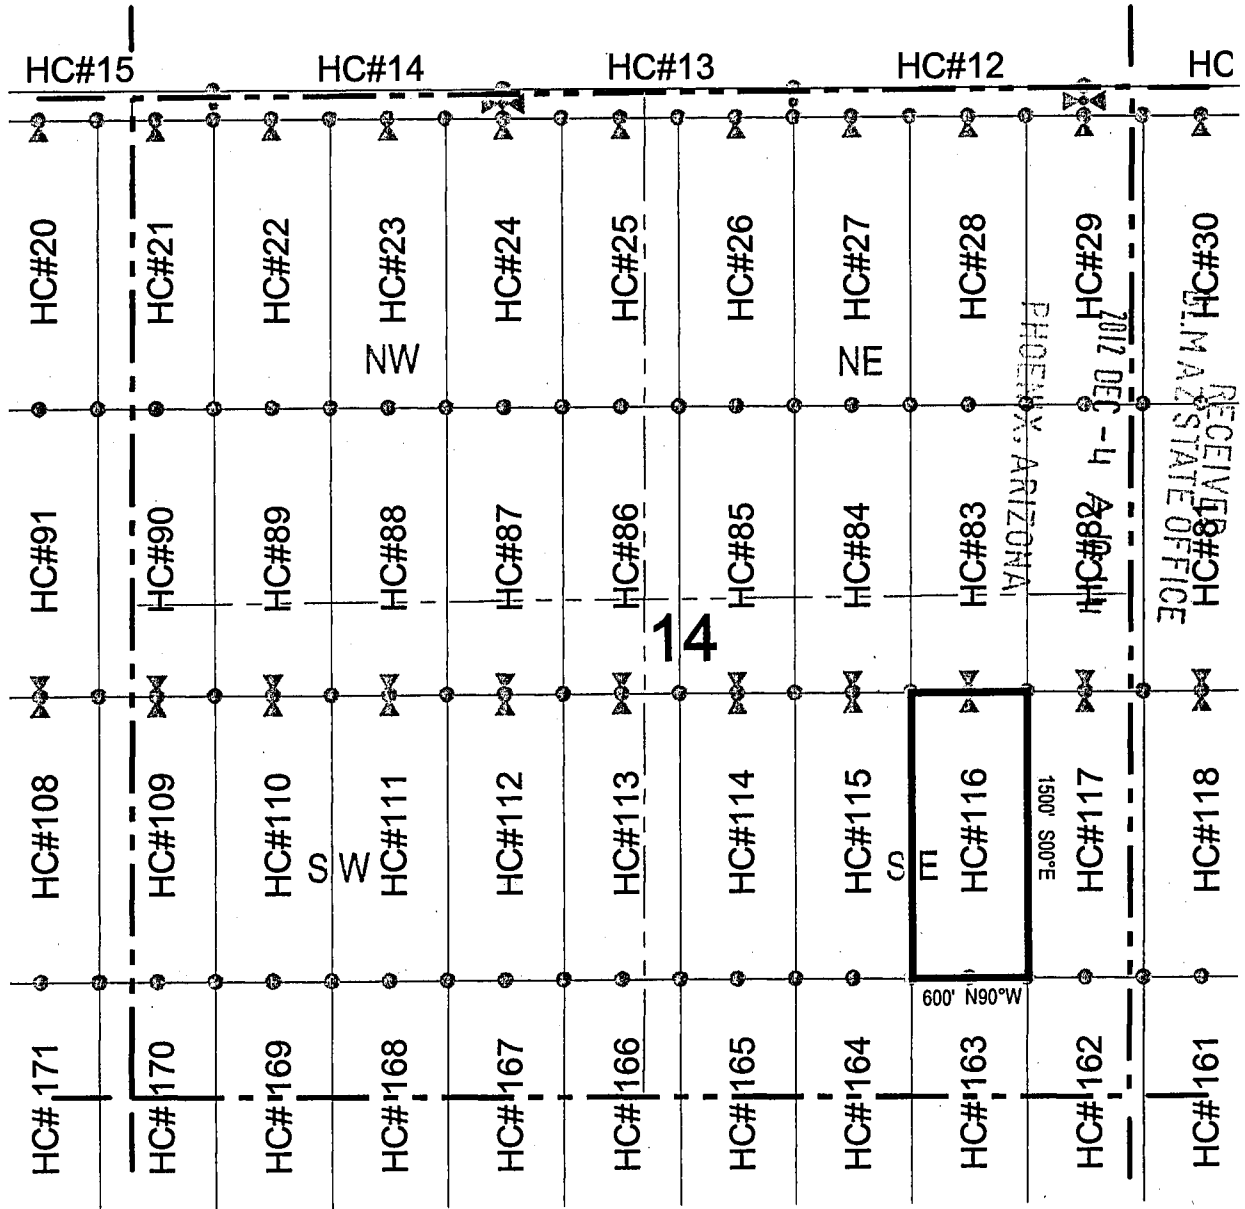 HC#15 HC#14 HC#13 HC#12 HC
HC#20 HC#21 HC#22 HC#23 HC#24 HC#25 HC#26 HC#27 HC#28 HC#29 HC#30
NW NE
RECEIVED
BLM AZ STATE OFFICE
2012 DEC -4 A
PHOENIX, ARIZONA
HC#91 HC#90 HC#89 HC#88 HC#87 HC#86 HC#85 HC#84 HC#83 HC#82 HC#81
14
HC#108 HC#109 HC#110 HC#111 HC#112 HC#113 HC#114 HC#115 HC#116 HC#117 HC#118
1500' S00°E
SW SE
600' N90°W
HC#171 HC#170 HC#169 HC#168 HC#167 HC#166 HC#165 HC#164 HC#163 HC#162 HC#161